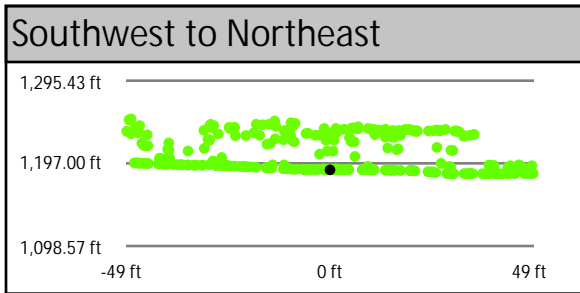 Southwest to Northeast
1,295.43 ft
1,197.00 ft
1,098.57 ft
-49 ft 0 ft 49 ft